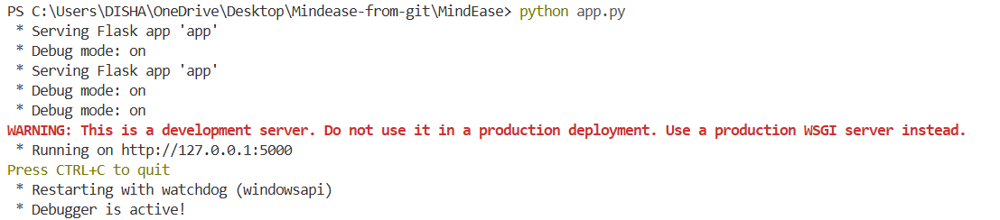 PS C:\Users\DISHA\OneDrive\Desktop\Mindease-from-git\MindEase> python app.py
 * Serving Flask app 'app'
 * Debug mode: on
 * Serving Flask app 'app'
 * Debug mode: on
 * Debug mode: on
WARNING: This is a development server. Do not use it in a production deployment. Use a production WSGI server instead.
 * Running on http://127.0.0.1:5000
Press CTRL+C to quit
 * Restarting with watchdog (windowsapi)
 * Debugger is active!